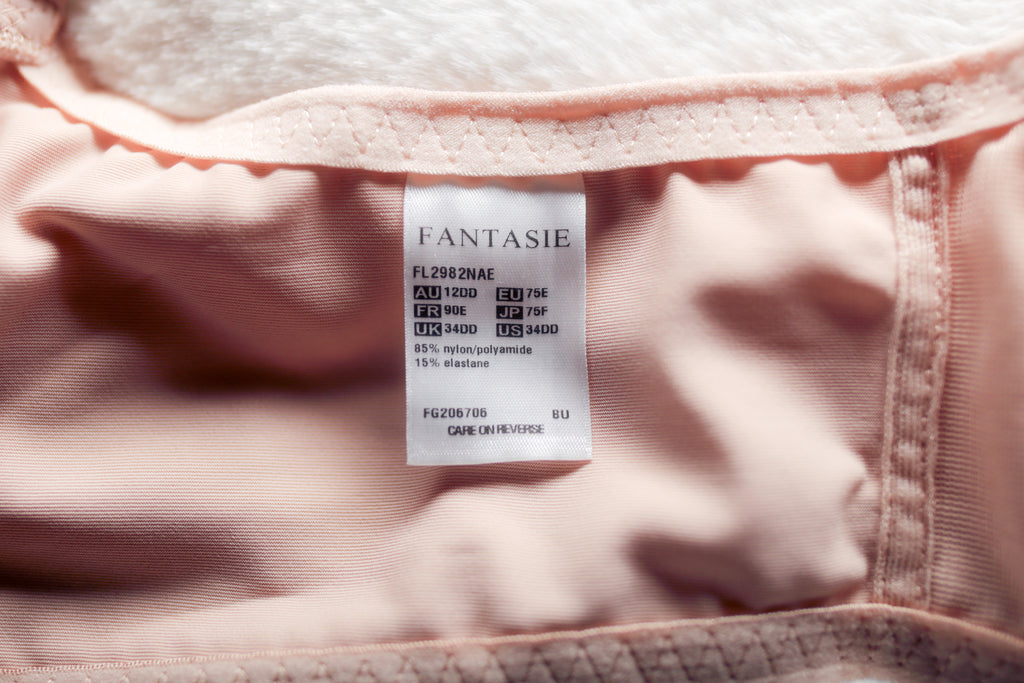 FANTASIE
FL2982NAE
AU 12DD EU 75E
FR 90E JP 75F
UK 34DD US 34DD
85% nylon/polyamide
15% elastane
FG206706 BU
CARE ON REVERSE